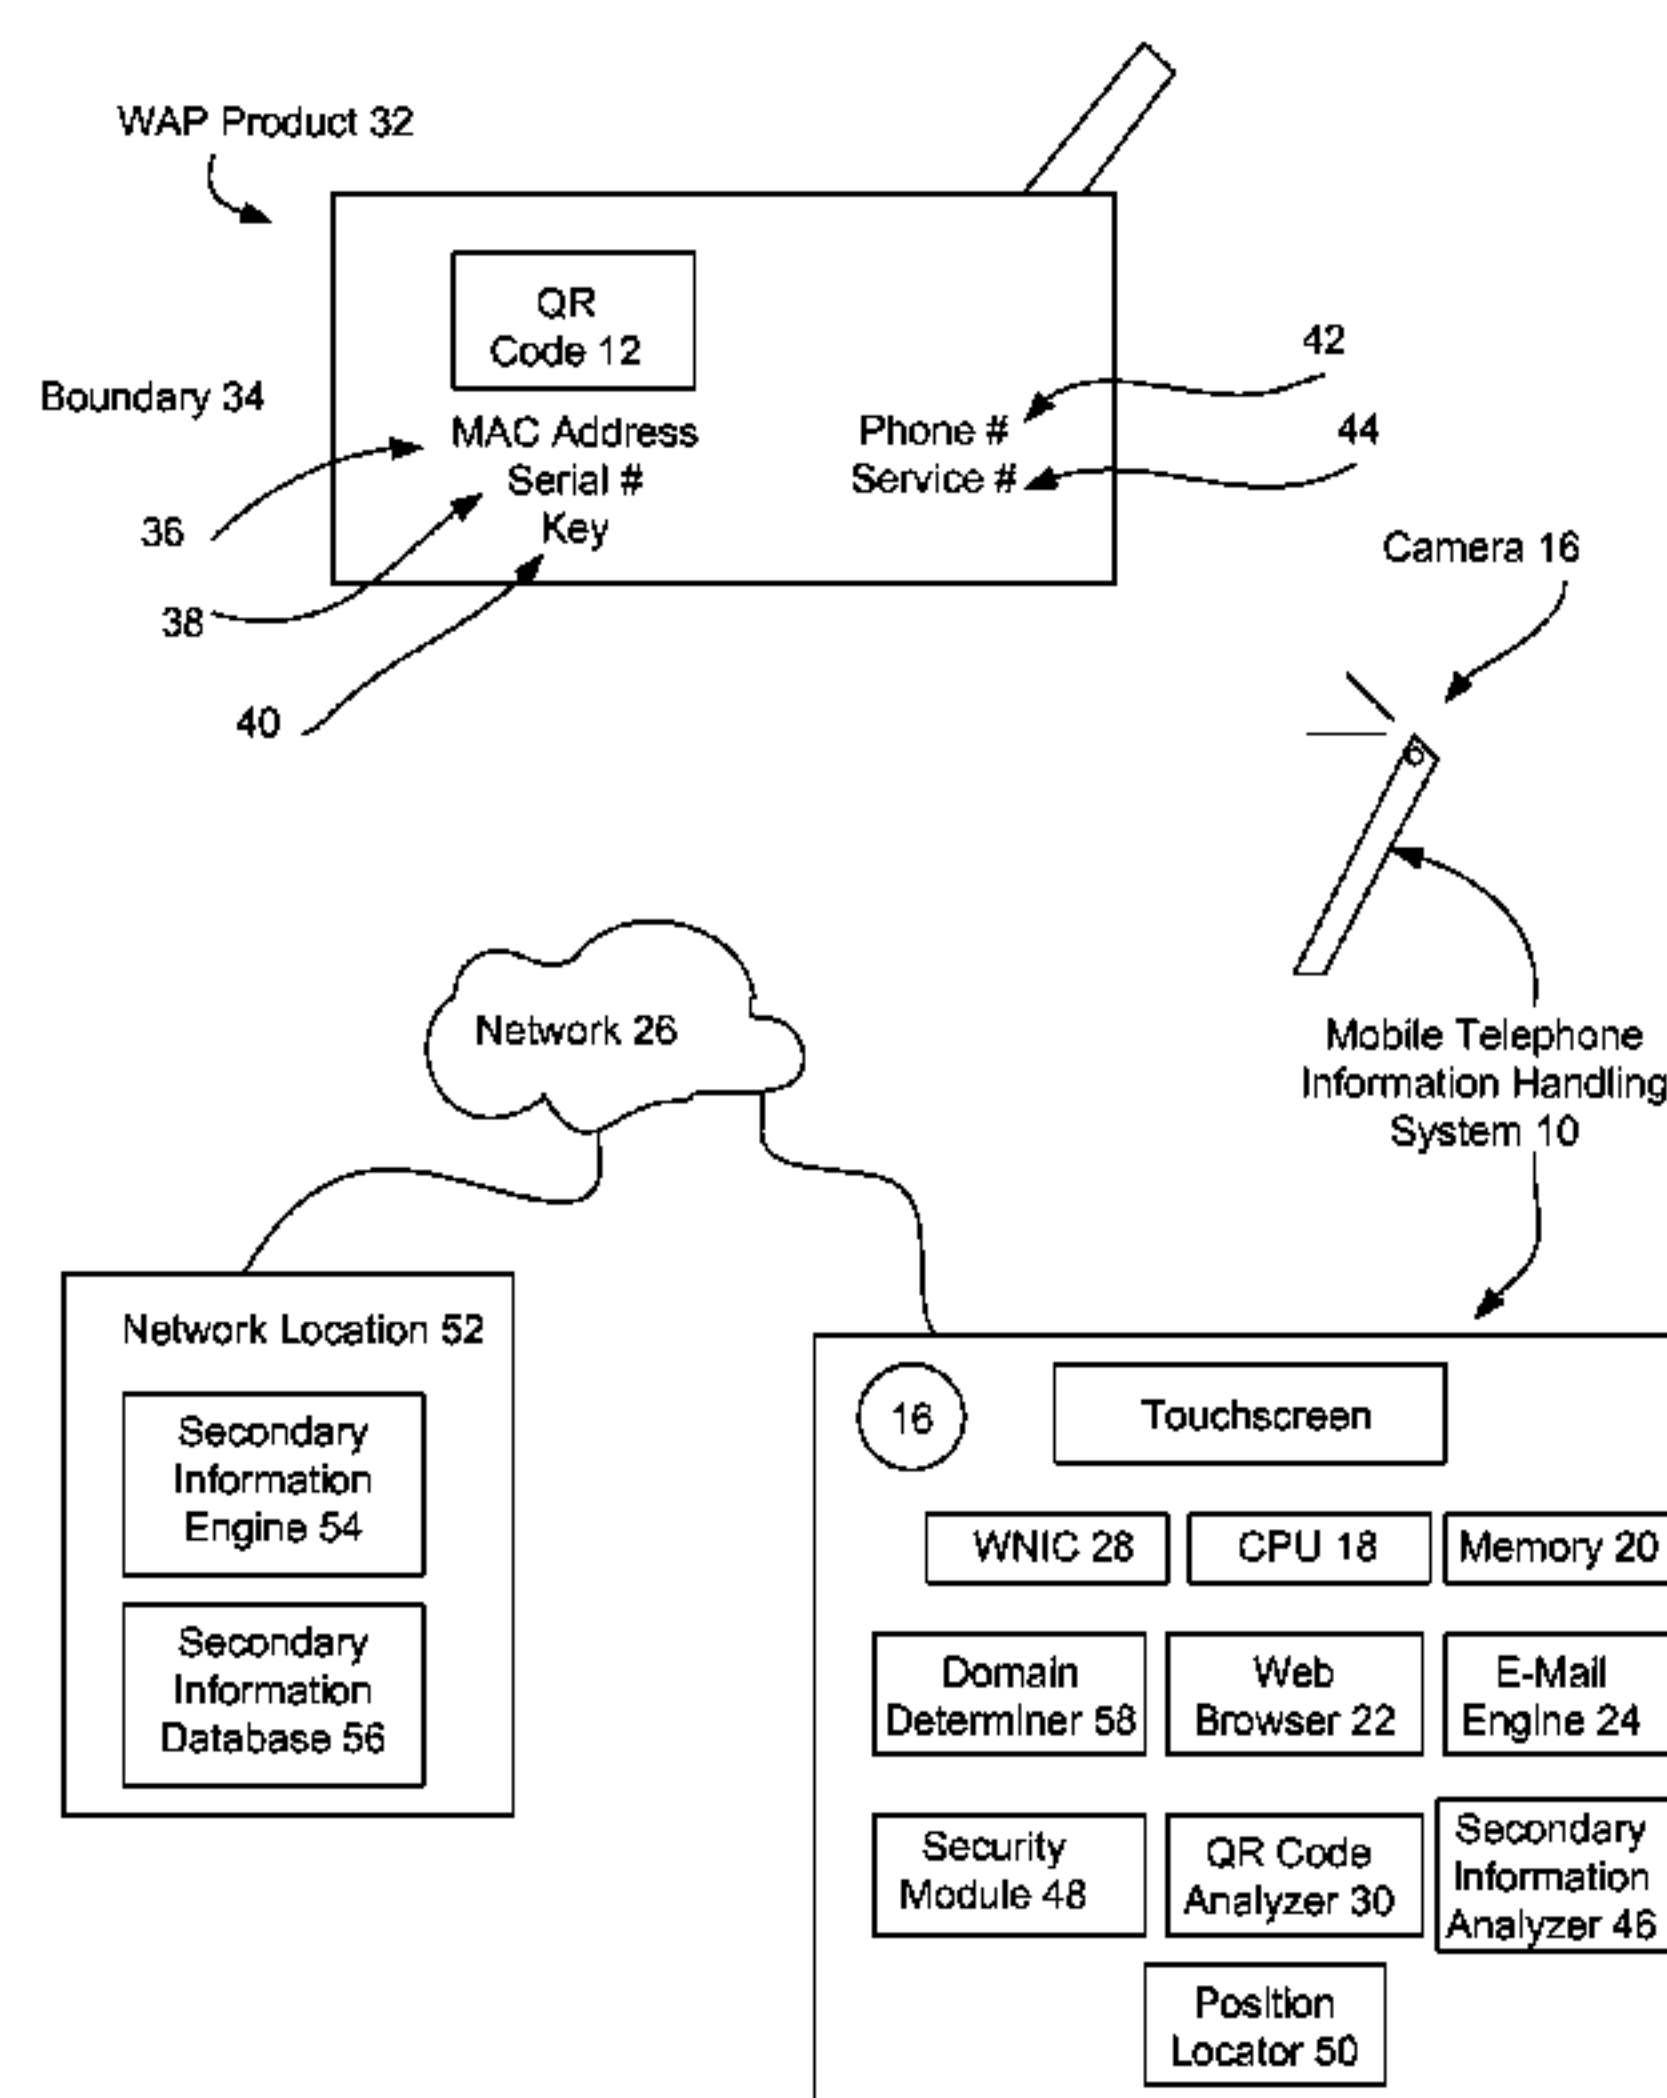 WAP Product 32
QR
Code 12
Boundary 34
MAC Address
Serial #
Key
Phone #
Service #
42
44
36
38
40
Camera 16
Network 26
Mobile Telephone
Information Handling
System 10
Network Location 52
Secondary
Information
Engine 54
Secondary
Information
Database 56
16
Touchscreen
WNIC 28
CPU 18
Memory 20
Domain
Determiner 58
Web
Browser 22
E-Mail
Engine 24
Security
Module 48
QR Code
Analyzer 30
Secondary
Information
Analyzer 46
Position
Locator 50